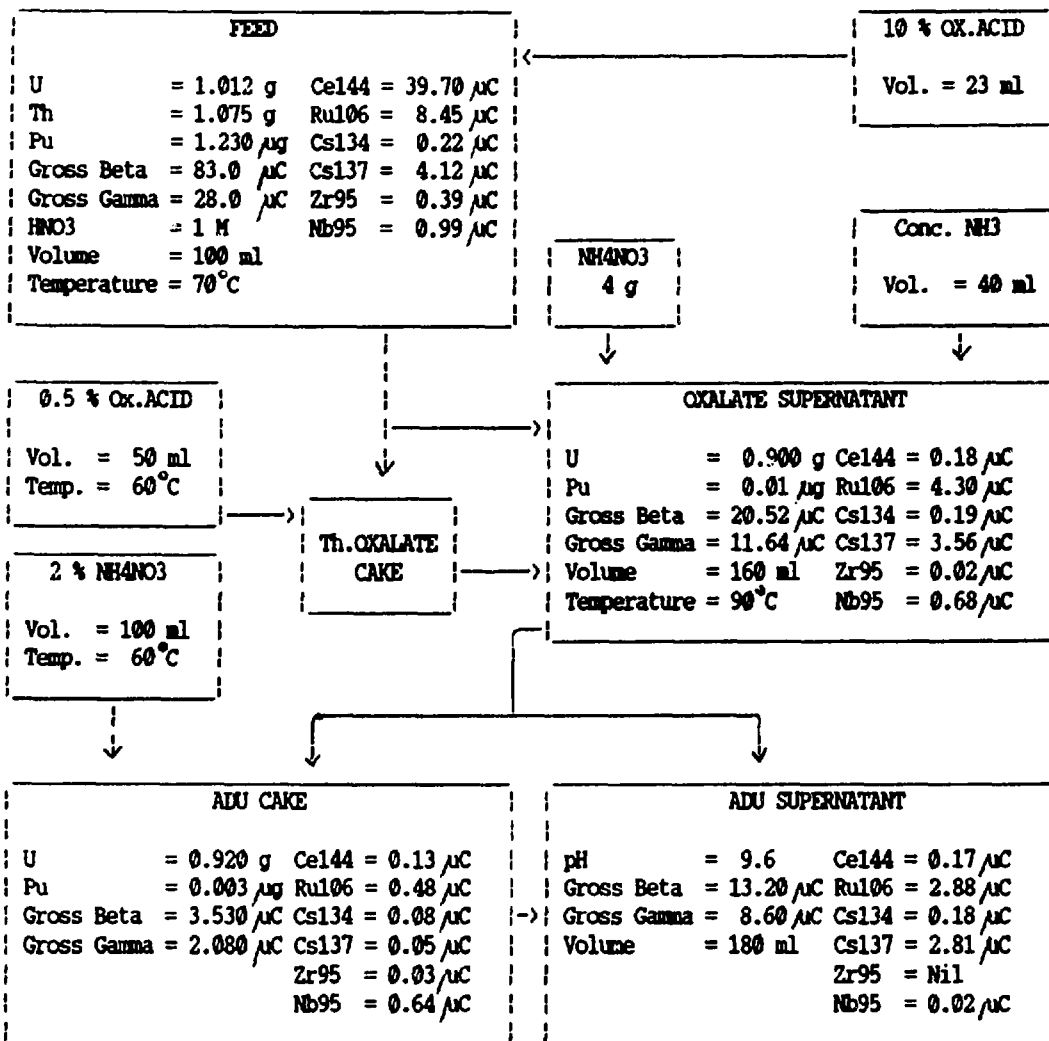 FEED
U = 1.012 g Ce144 = 39.70 µC
Th = 1.075 g Ru106 = 8.45 µC
Pu = 1.230 µg Cs134 = 0.22 µC
Gross Beta = 83.0 µC Cs137 = 4.12 µC
Gross Gamma = 28.0 µC Zr95 = 0.39 µC
HNO3 = 1 M Nb95 = 0.99 µC
Volume = 100 ml
Temperature = 70°C
10 % OX.ACID
Vol. = 23 ml
NH4NO3
4 g
Conc. NH3
Vol. = 40 ml
0.5 % Ox.ACID
Vol. = 50 ml
Temp. = 60°C
Th.OXALATE
CAKE
OXALATE SUPERNATANT
U = 0.900 g Ce144 = 0.18 µC
Pu = 0.01 µg Ru106 = 4.30 µC
Gross Beta = 20.52 µC Cs134 = 0.19 µC
Gross Gamma = 11.64 µC Cs137 = 3.56 µC
Volume = 160 ml Zr95 = 0.02 µC
Temperature = 90°C Nb95 = 0.68 µC
2 % NH4NO3
Vol. = 100 ml
Temp. = 60°C
ADU CAKE
U = 0.920 g Ce144 = 0.13 µC
Pu = 0.003 µg Ru106 = 0.48 µC
Gross Beta = 3.530 µC Cs134 = 0.08 µC
Gross Gamma = 2.080 µC Cs137 = 0.05 µC
Zr95 = 0.03 µC
Nb95 = 0.64 µC
ADU SUPERNATANT
pH = 9.6 Ce144 = 0.17 µC
Gross Beta = 13.20 µC Ru106 = 2.88 µC
Gross Gamma = 8.60 µC Cs134 = 0.18 µC
Volume = 180 ml Cs137 = 2.81 µC
Zr95 = Nil
Nb95 = 0.02 µC